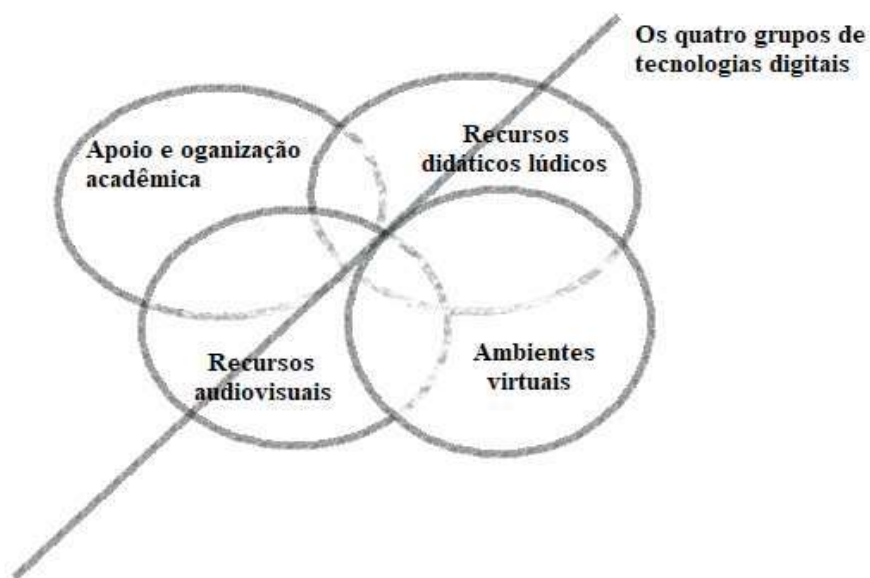 Os quatro grupos de
tecnologias digitais
Apoio e oganização
acadêmica
Recursos
didáticos lúdicos
Recursos
audiovisuais
Ambientes
virtuais